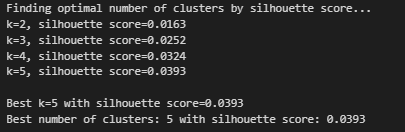 Finding optimal number of clusters by silhouette score...
k=2, silhouette score=0.0163
k=3, silhouette score=0.0252
k=4, silhouette score=0.0324
k=5, silhouette score=0.0393
Best k=5 with silhouette score=0.0393
Best number of clusters: 5 with silhouette score: 0.0393